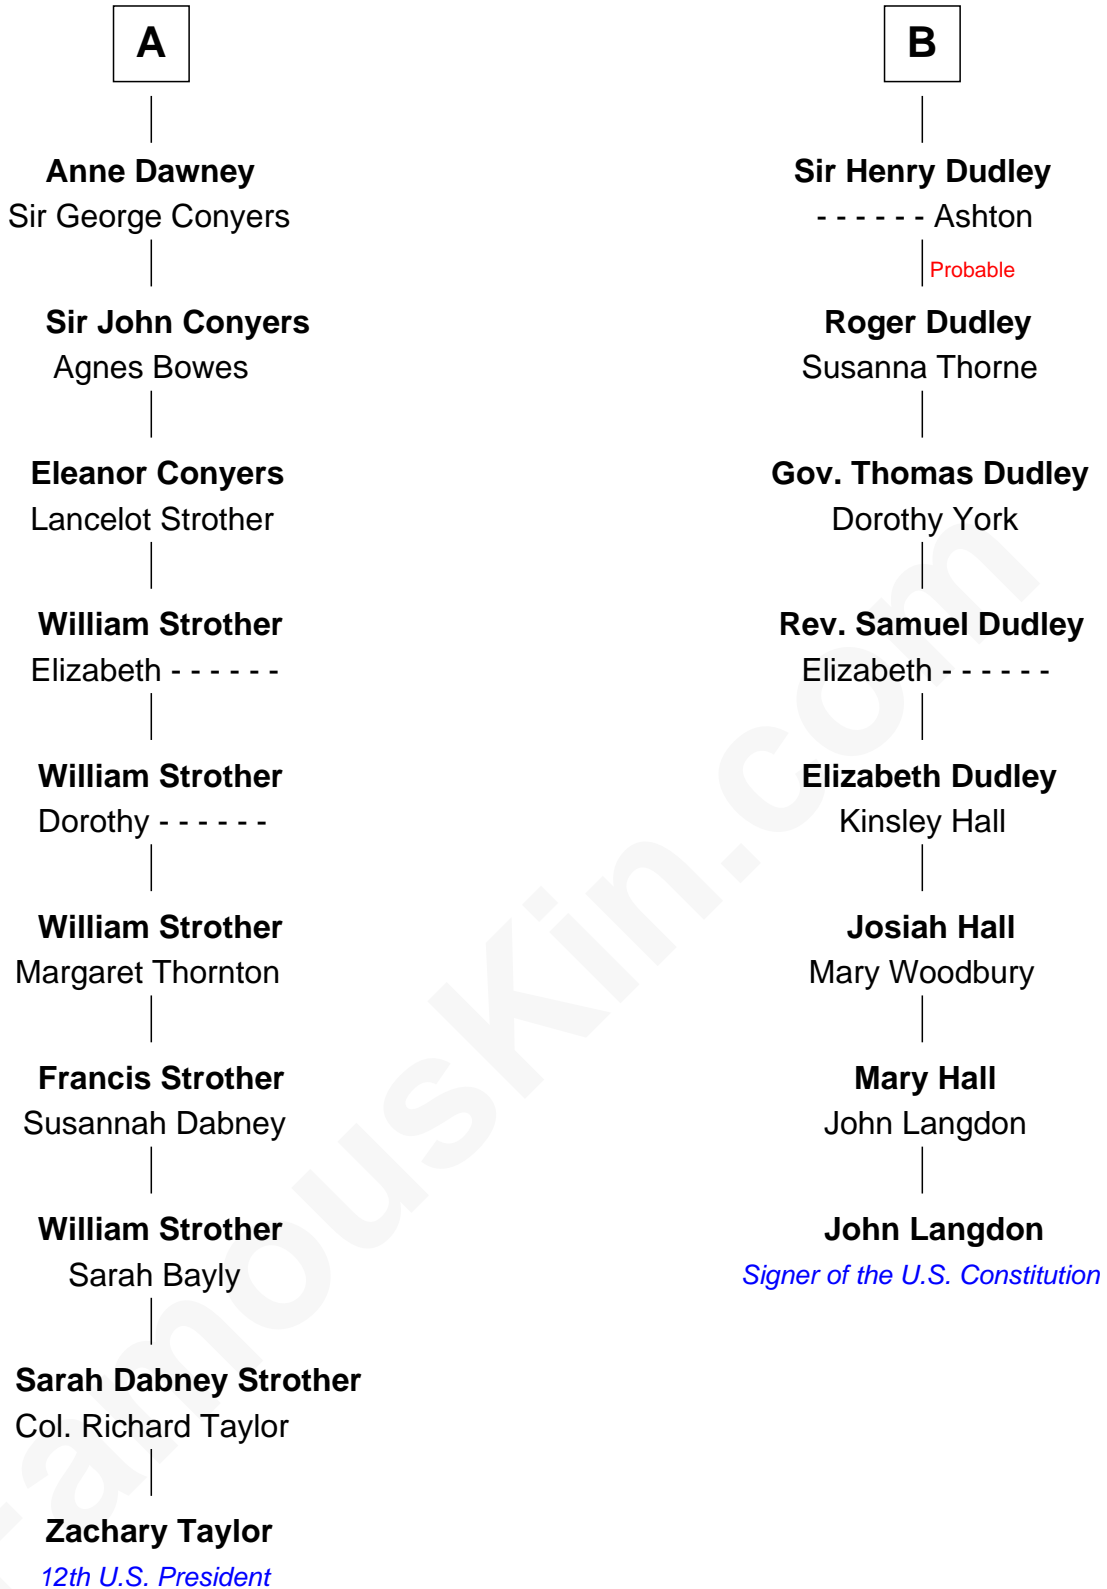 A
Anne Dawney
Sir George Conyers
Sir John Conyers
Agnes Bowes
Eleanor Conyers
Lancelot Strother
William Strother
Elizabeth - - - - - -
William Strother
Dorothy - - - - - -
William Strother
Margaret Thornton
Francis Strother
Susannah Dabney
William Strother
Sarah Bayly
Sarah Dabney Strother
Col. Richard Taylor
Zachary Taylor
12th U.S. President
B
Sir Henry Dudley
- - - - - - Ashton
Probable
Roger Dudley
Susanna Thorne
Gov. Thomas Dudley
Dorothy York
Rev. Samuel Dudley
Elizabeth - - - - - -
Elizabeth Dudley
Kinsley Hall
Josiah Hall
Mary Woodbury
Mary Hall
John Langdon
John Langdon
Signer of the U.S. Constitution
FamousKin.com